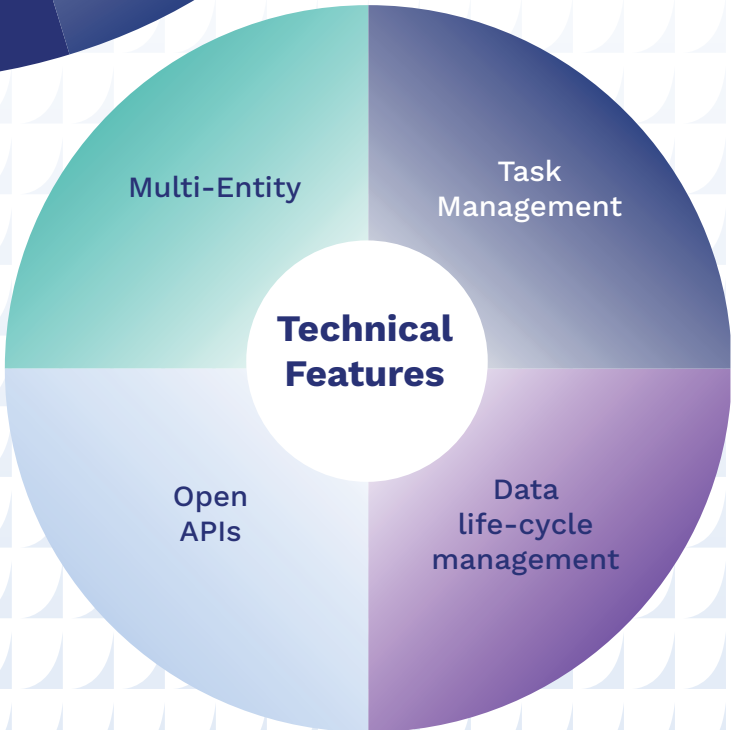 Multi-Entity
Task
Management
Technical
Features
Open
APIs
Data
life-cycle
management